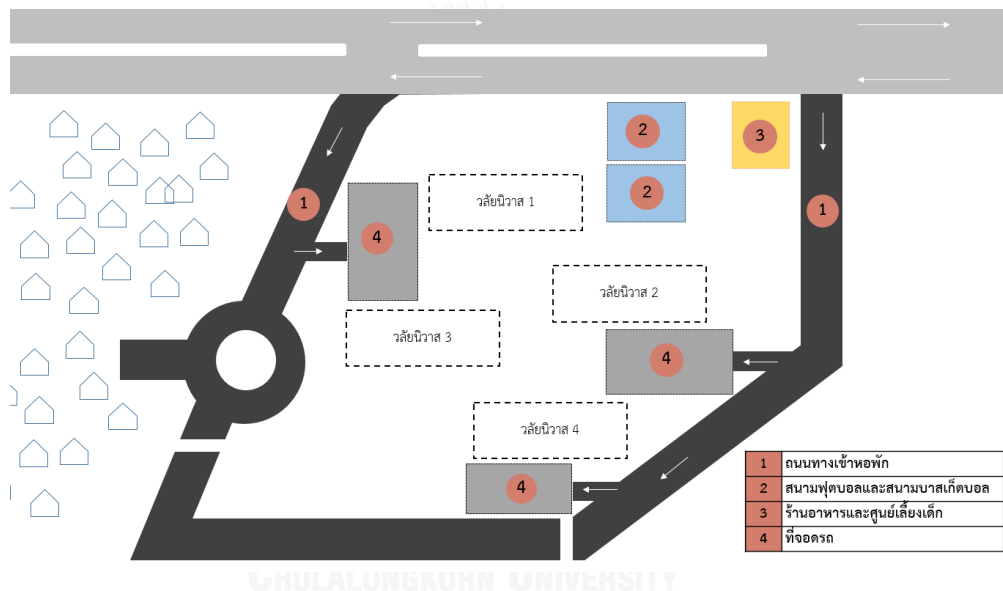 2
3
2
1
วลัยนิวาส 1
1
4
วลัยนิวาส 2
วลัยนิวาส 3
4
วลัยนิวาส 4
4
1 ถนนทางเข้าหอพัก
2 สนามฟุตบอลและสนามบาสเก็ตบอล
3 ร้านอาหารและศูนย์เลี้ยงเด็ก
4 ที่จอดรถ
CHULALONGKORN UNIVERSITY